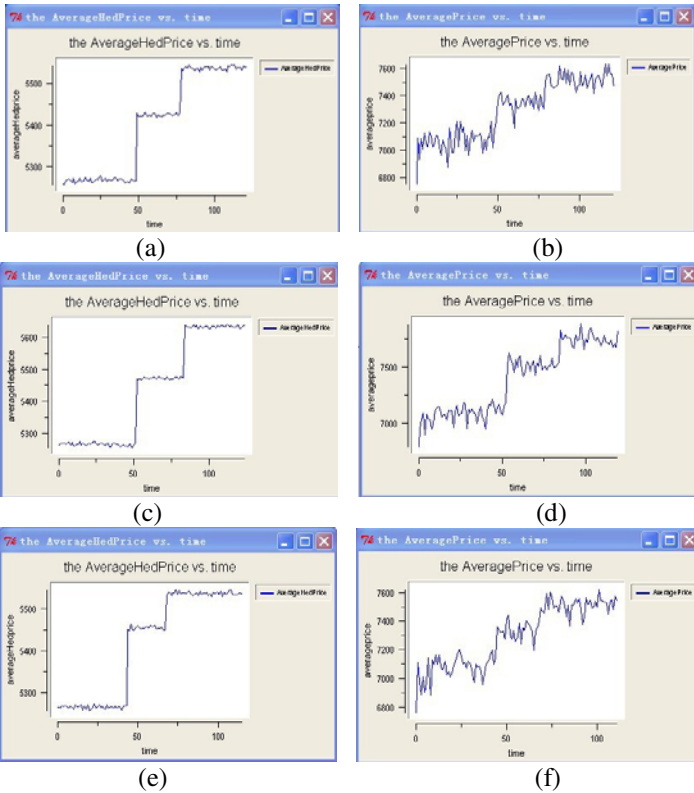 the AverageHedPrice vs. time
the AverageHedPrice vs. time
AverageHedPrice
5500
5400
5300
averageHedprice
0
50
100
time
(a)
the AveragePrice vs. time
the AveragePrice vs. time
AveragePrice
7600
7400
7200
7000
6800
averageprice
0
50
100
time
(b)
the AverageHedPrice vs. time
the AverageHedPrice vs. time
AverageHedPrice
5600
5500
5400
5300
averageHedprice
0
50
100
time
(c)
the AveragePrice vs. time
the AveragePrice vs. time
AveragePrice
7500
7000
averageprice
0
50
100
time
(d)
the AverageHedPrice vs. time
the AverageHedPrice vs. time
AverageHedPrice
5500
5400
5300
averageHedprice
0
50
100
time
(e)
the AveragePrice vs. time
the AveragePrice vs. time
AveragePrice
7600
7400
7200
7000
6800
averageprice
0
50
100
time
(f)